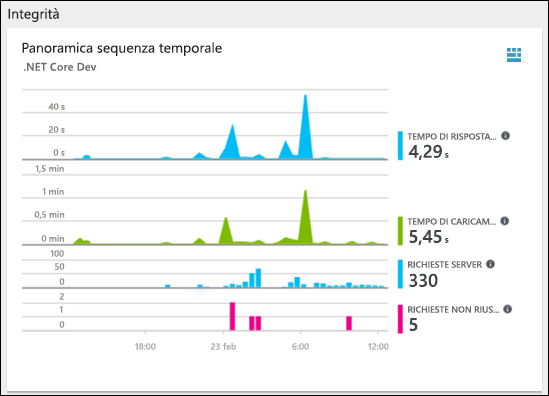 Integrità
Panoramica sequenza temporale
.NET Core Dev
40 s
20 s
0 s
TEMPO DI RISPOSTA...
4,29 s
1,5 min
1 min
0,5 min
0 min
TEMPO DI CARICAM...
5,45 s
100
50
0
RICHIESTE SERVER
330
2
1
0
RICHIESTE NON RIUS...
5
18:00 23 feb 6:00 12:00